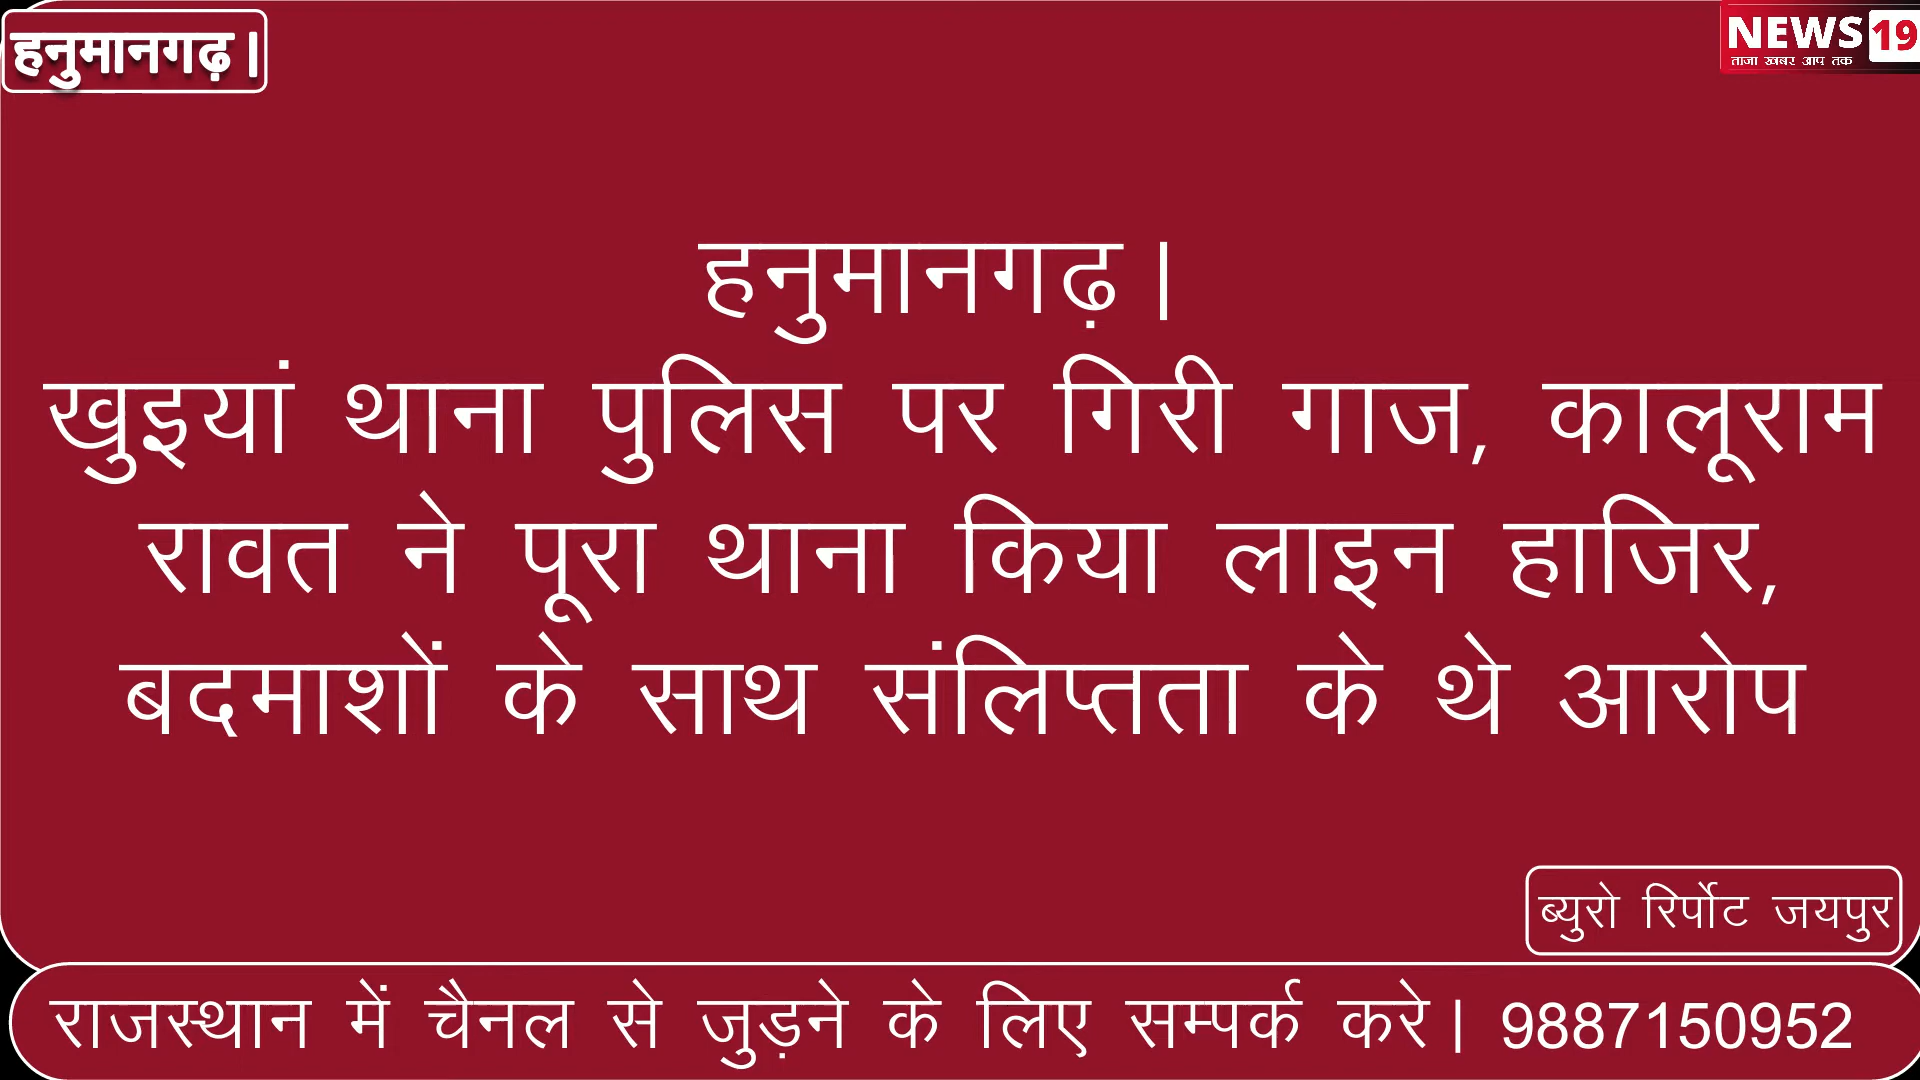 हनुमानगढ़।
NEWS 19
ताजा खबर आप तक
हनुमानगढ़।
खुइयां थाना पुलिस पर गिरी गाज, कालूराम
रावत ने पूरा थाना किया लाइन हाजिर,
बदमाशों के साथ संलिप्तता के थे आरोप
ब्युरो रिर्पोट जयपुर
राजस्थान में चैनल से जुड़ने के लिए सम्पर्क करे। 9887150952